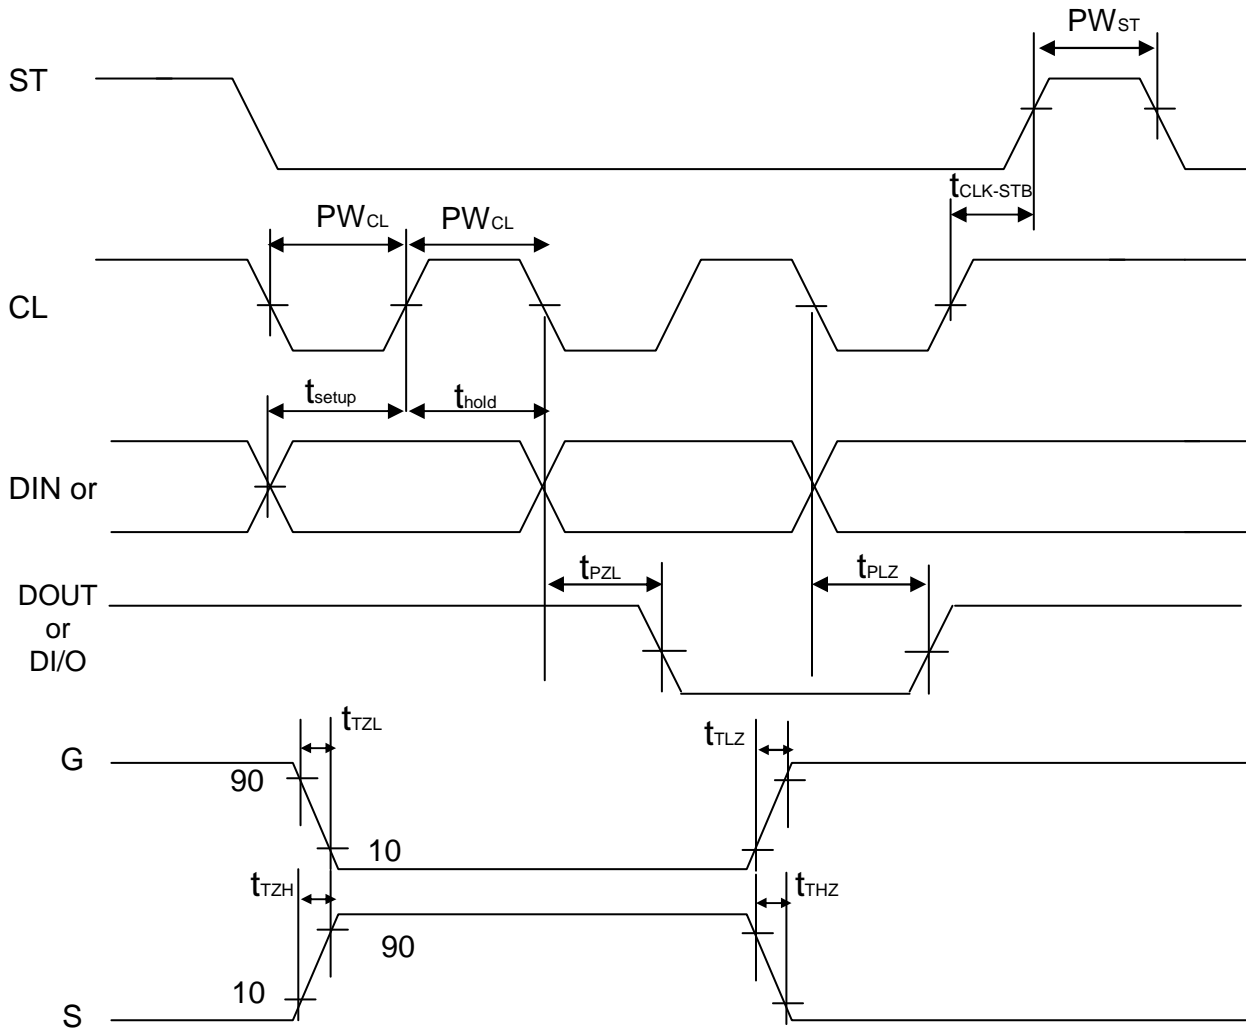 PWST
ST
tCLK-STB
PWCL PWCL
CL
tsetup thold
DIN or
tPZL tPLZ
DOUT
or
DI/O
tTZL tTLZ
G
90
10
tTZH tTHZ
90
10
S